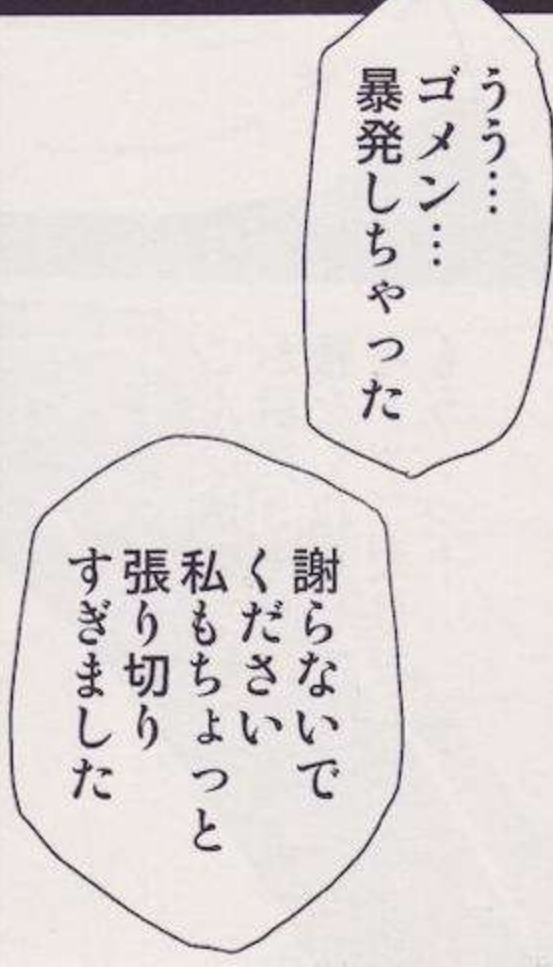 うう…
ゴメン…
暴発しちゃった
謝らないで
ください
私もちょっと
張り切り
すぎました